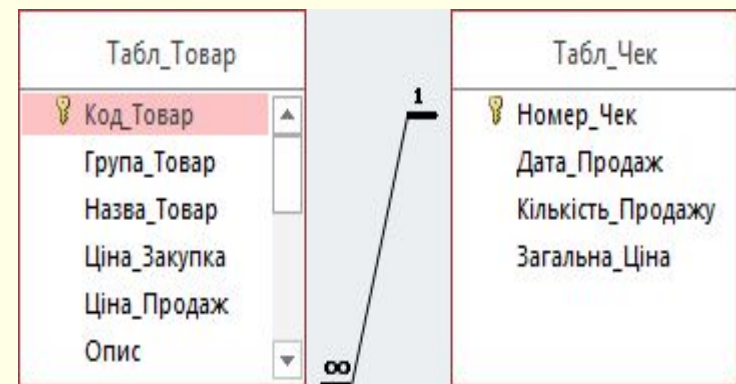 Табл_Товар
Код_Товар
Група_Товар
Назва_Товар
Ціна_Закупка
Ціна_Продаж
Опис
1
∞
Табл_Чек
Номер_Чек
Дата_Продаж
Кількість_Продажу
Загальна_Ціна